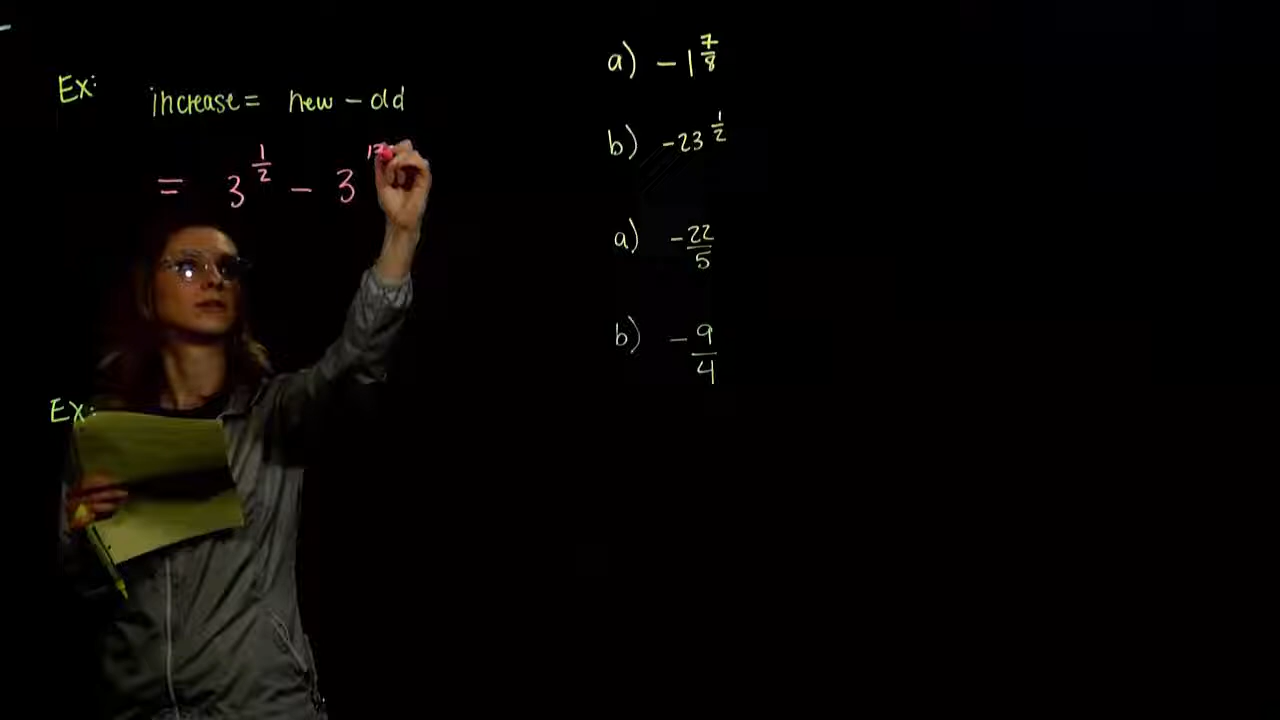 Ex: increase = new - old
= 3 1/2 - 3
Ex:
a) -1 7/8
b) -23 1/2
a) -22/5
b) -9/4